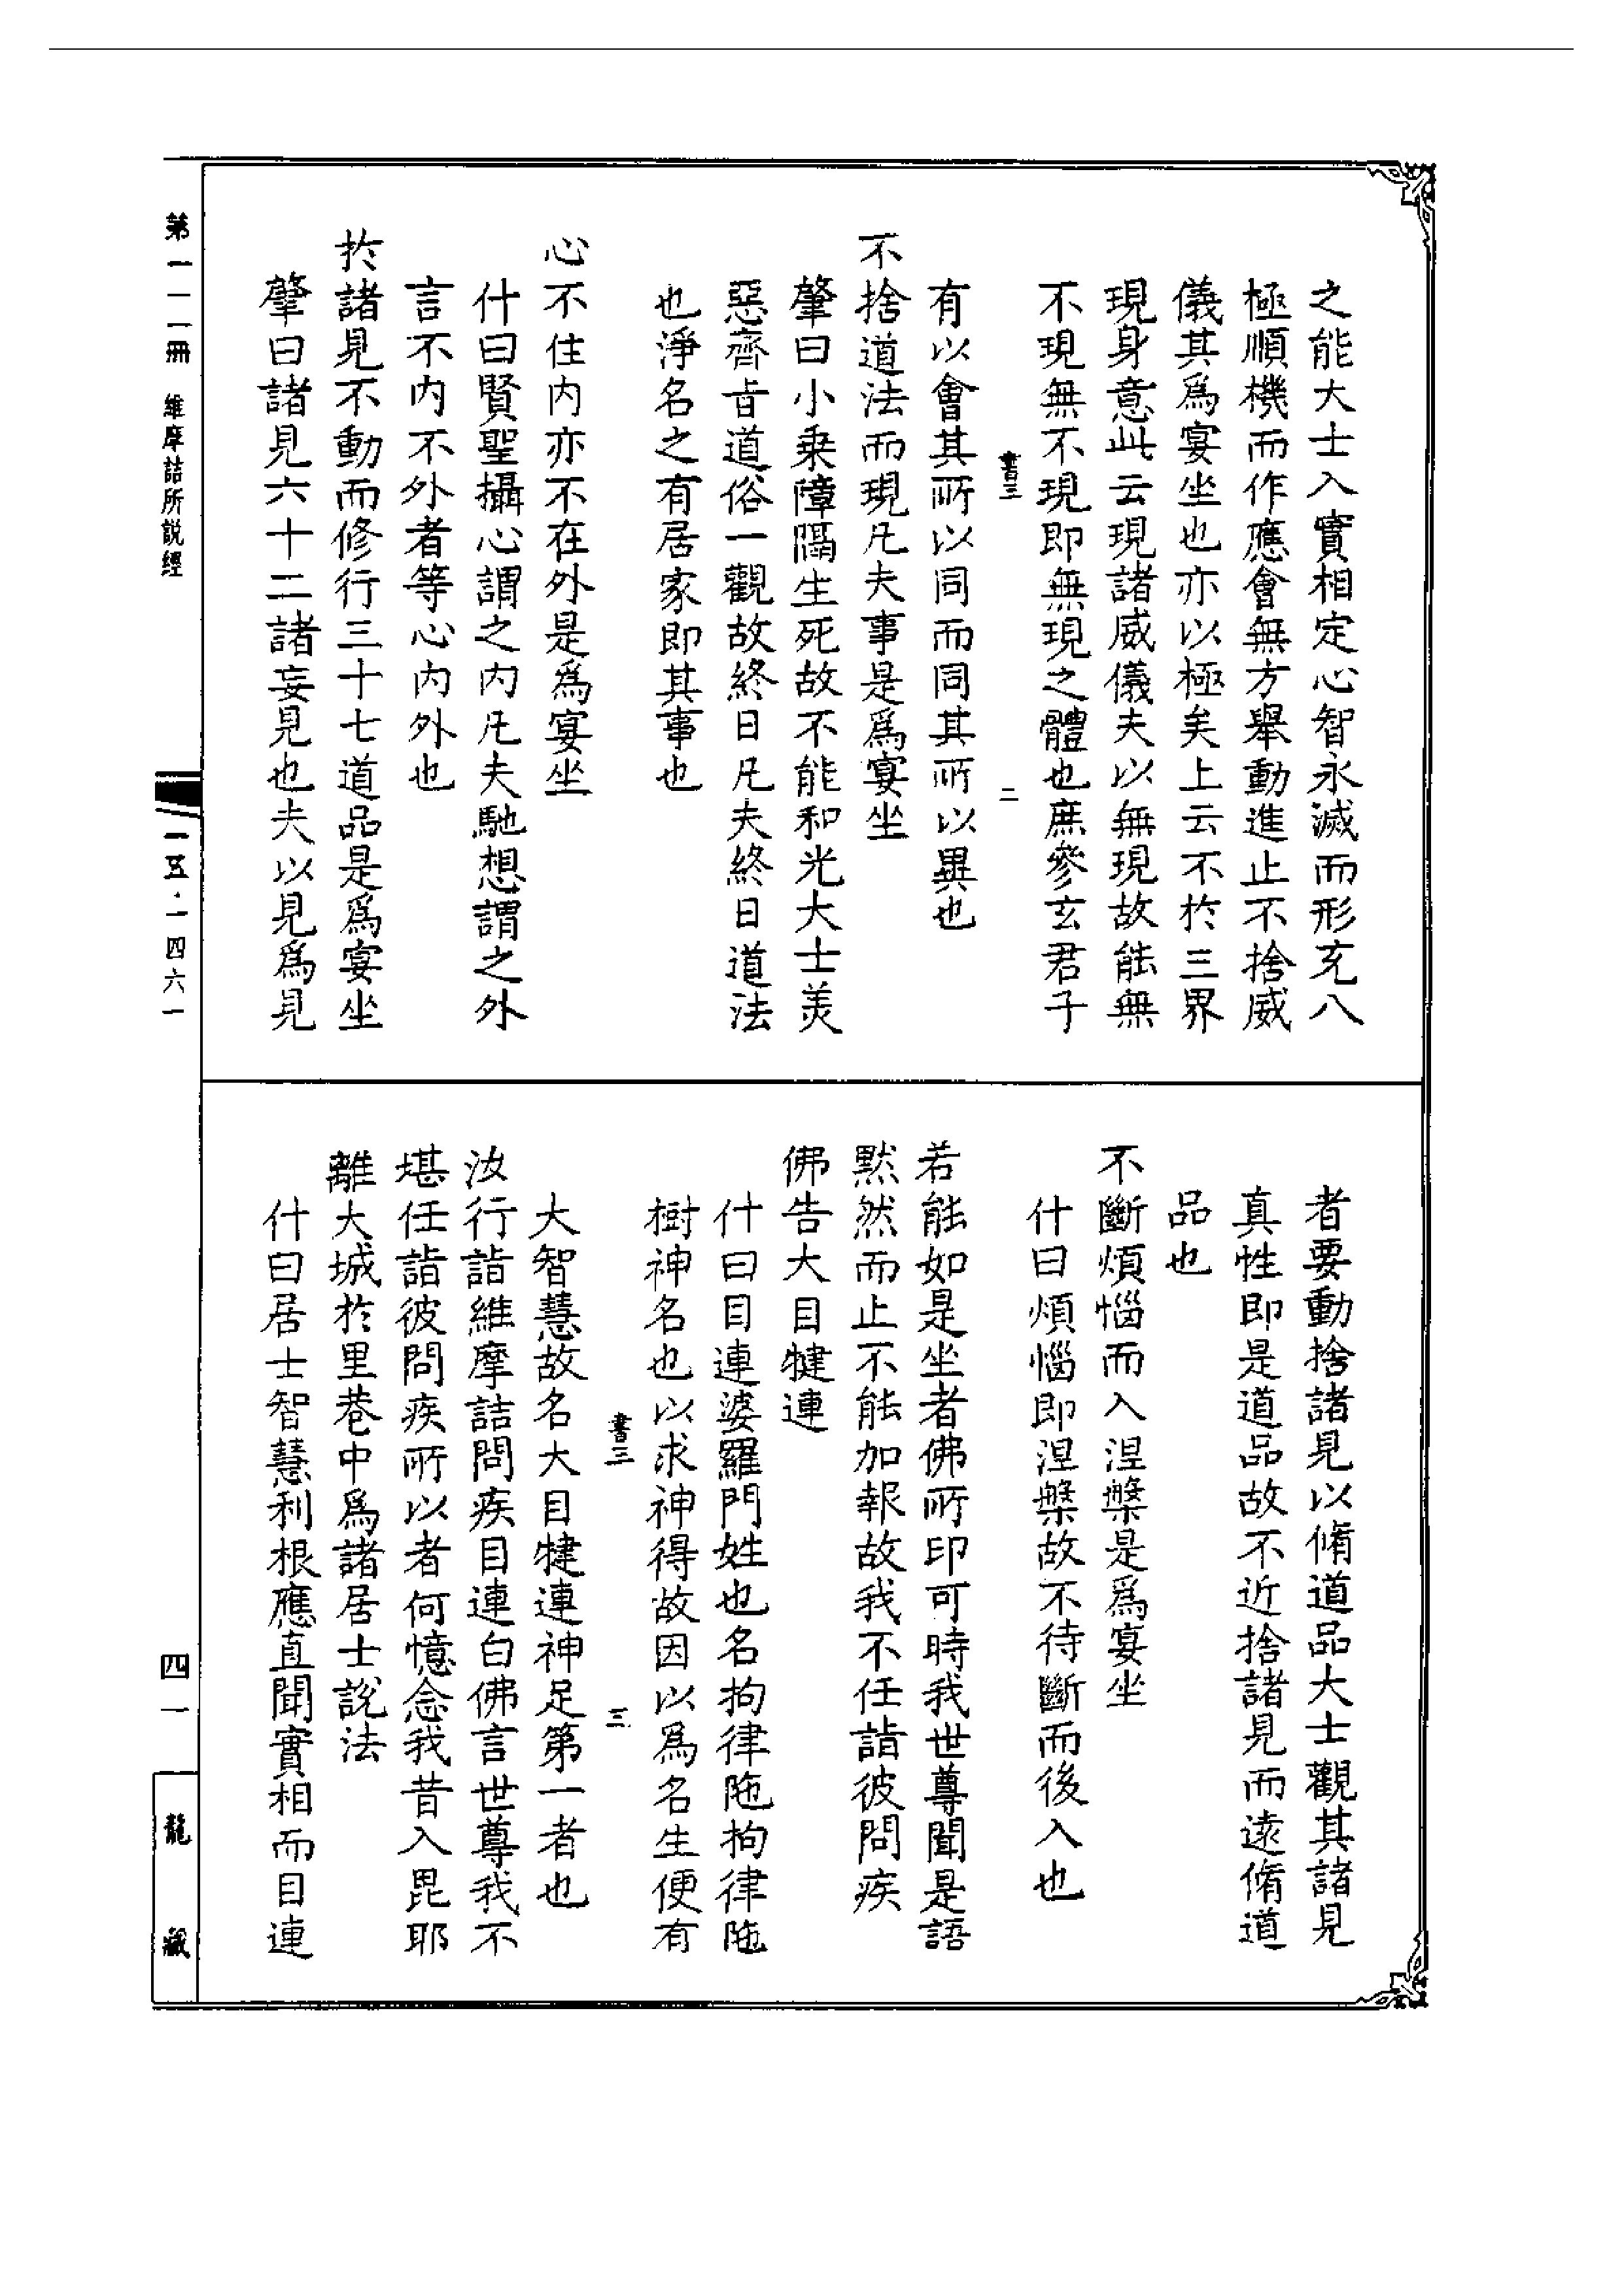 之能大士入實相定心智永滅而形充八
極順機而作應會無方舉動進止不捨威
儀其爲宴坐也亦以極矣上云不於三界
現身意此云現諸威儀夫以無現故能無
不現無不現即無現之體也庶參玄君子
書三 二
有以會其所以同而同其所以異也
不捨道法而現凡夫事是爲宴坐
肇曰小乗障隔生死故不能和光大士美
惡齊旨道俗一觀故終日凡夫終日道法
也淨名之有居家即其事也
心不住内亦不在外是爲宴坐
什曰賢聖攝心謂之内凡夫馳想謂之外
言不内不外者等心内外也
於諸見不動而修行三十七道品是爲宴坐
肇曰諸見六十二諸妄見也夫以見爲見
者要動捨諸見以脩道品大士觀其諸見
真性即是道品故不近捨諸見而遠脩道
品也
不斷煩惱而入涅槃是爲宴坐
什曰煩惱即涅槃故不待斷而後入也
若能如是坐者佛所印可時我世尊聞是語
默然而止不能加報故我不任詣彼問疾
佛告大目犍連
什曰目連婆羅門姓也名拘律陁拘律陁
樹神名也以求神得故因以爲名生便有
書三 三
大智慧故名大目犍連神足第一者也
汝行詣維摩詰問疾目連白佛言世尊我不
堪任詣彼問疾所以者何憶念我昔入毘耶
離大城於里巷中爲諸居士說法
什曰居士智慧利根應直聞實相而目連
第一一一冊 維摩詰所説經
一五·一四六一
四一
龍藏